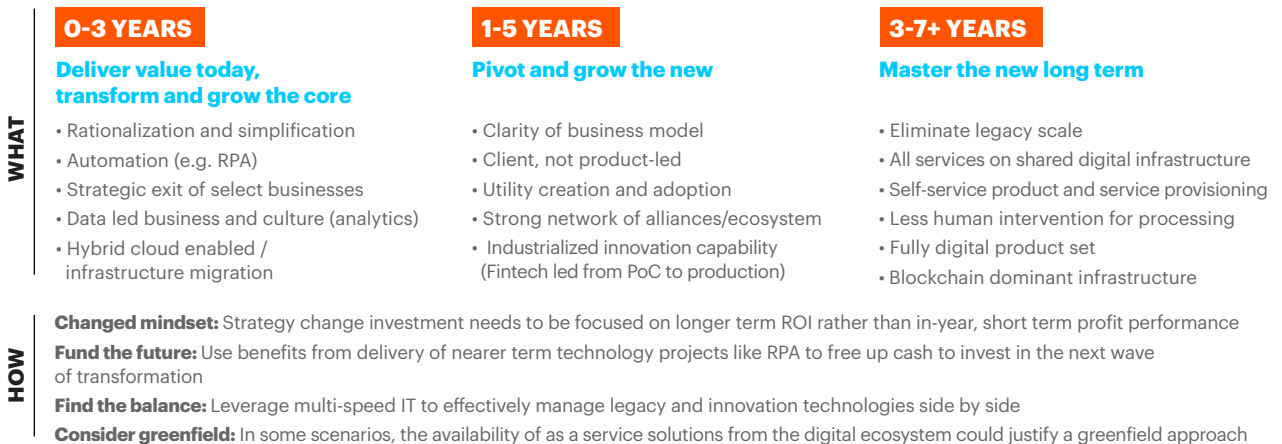 WHAT
0-3 YEARS
Deliver value today,
transform and grow the core
• Rationalization and simplification
• Automation (e.g. RPA)
• Strategic exit of select businesses
• Data led business and culture (analytics)
• Hybrid cloud enabled /
infrastructure migration
1-5 YEARS
Pivot and grow the new
• Clarity of business model
• Client, not product-led
• Utility creation and adoption
• Strong network of alliances/ecosystem
• Industrialized innovation capability
(Fintech led from PoC to production)
3-7+ YEARS
Master the new long term
• Eliminate legacy scale
• All services on shared digital infrastructure
• Self-service product and service provisioning
• Less human intervention for processing
• Fully digital product set
• Blockchain dominant infrastructure
HOW
Changed mindset: Strategy change investment needs to be focused on longer term ROI rather than in-year, short term profit performance
Fund the future: Use benefits from delivery of nearer term technology projects like RPA to free up cash to invest in the next wave
of transformation
Find the balance: Leverage multi-speed IT to effectively manage legacy and innovation technologies side by side
Consider greenfield: In some scenarios, the availability of as a service solutions from the digital ecosystem could justify a greenfield approach